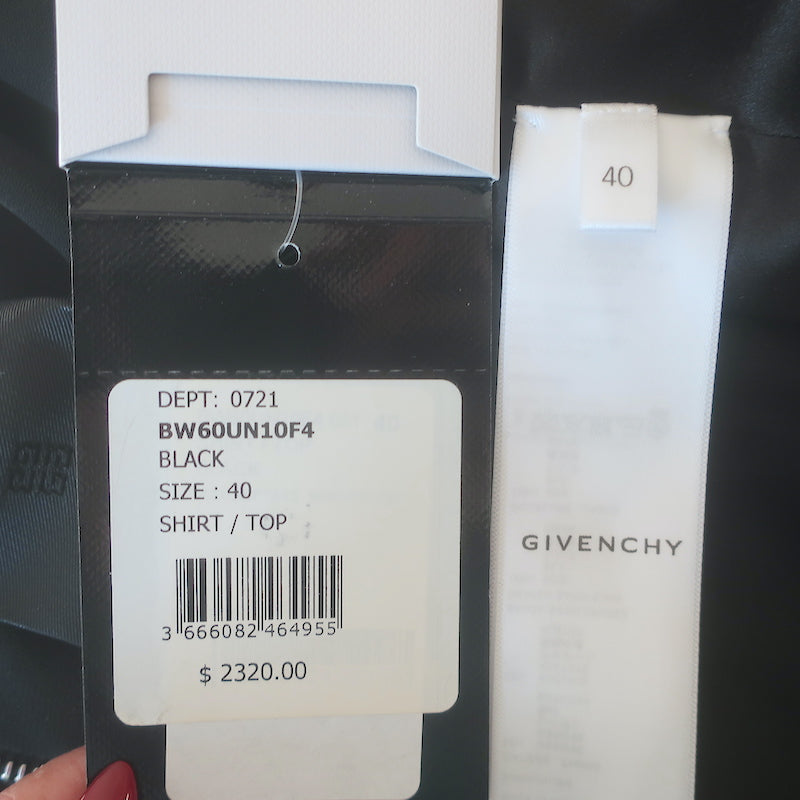 DEPT: 0721
BW60UN10F4
BLACK
SIZE : 40
SHIRT / TOP
3 666082 464955
$ 2320.00
40
GIVENCHY